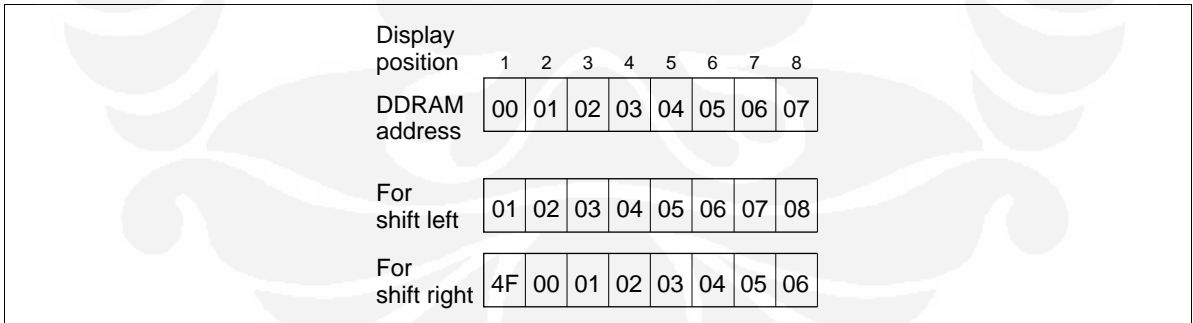 Display
position 1 2 3 4 5 6 7 8
DDRAM
address 00 01 02 03 04 05 06 07
For
shift left 01 02 03 04 05 06 07 08
For
shift right 4F 00 01 02 03 04 05 06